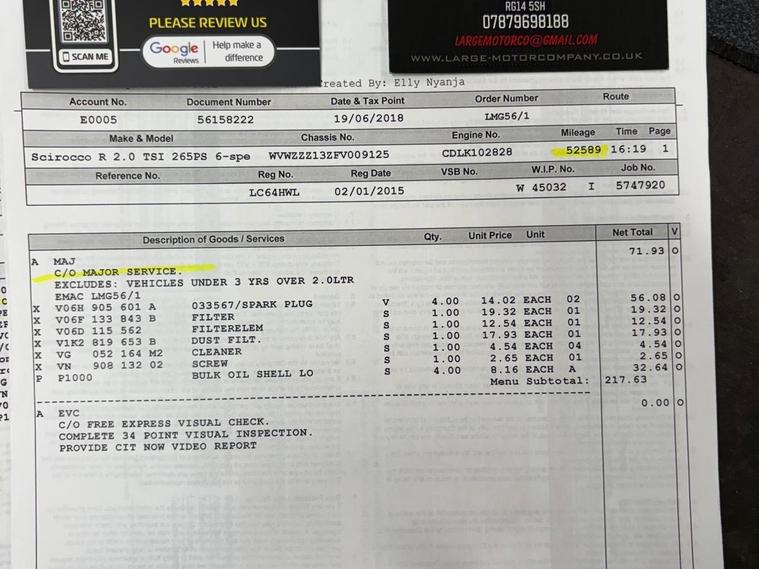 SCAN ME
PLEASE REVIEW US
Google
Reviews
Help make a
difference
RG14 5SH
07879698188
LARGEMOTORCO@GMAIL.COM
WWW.LARGE-MOTORCOMPANY.CO.UK
Created By: Elly Nyanja
Account No. Document Number Date & Tax Point Order Number Route
E0005 56158222 19/06/2018 LMG56/1
Make & Model Chassis No. Engine No. Mileage Time Page
Scirocco R 2.0 TSI 265PS 6-spe WVWZZZ13ZFV009125 CDLK102828 52589 16:19 1
Reference No. Reg No. Reg Date VSB No. W.I.P. No. Job No.
LC64HWL 02/01/2015 W 45032 I 5747920
Description of Goods / Services Qty. Unit Price Unit Net Total V
A MAJ 71.93 O
C/O MAJOR SERVICE.
EXCLUDES: VEHICLES UNDER 3 YRS OVER 2.0LTR
EMAC LMG56/1
X V06H 905 601 A 033567/SPARK PLUG V 4.00 14.02 EACH 02 56.08 O
X V06F 133 843 B FILTER S 1.00 19.32 EACH 01 19.32 O
X V06D 115 562 FILTERELEM S 1.00 12.54 EACH 01 12.54 O
X V1K2 819 653 B DUST FILT. S 1.00 17.93 EACH 01 17.93 O
X VG 052 164 M2 CLEANER S 1.00 4.54 EACH 04 4.54 O
X VN 908 132 02 SCREW S 1.00 2.65 EACH 01 2.65 O
P P1000 BULK OIL SHELL LO S 4.00 8.16 EACH A 32.64 O
Menu Subtotal: 217.63
A EVC 0.00 O
C/O FREE EXPRESS VISUAL CHECK.
COMPLETE 34 POINT VISUAL INSPECTION.
PROVIDE CIT NOW VIDEO REPORT